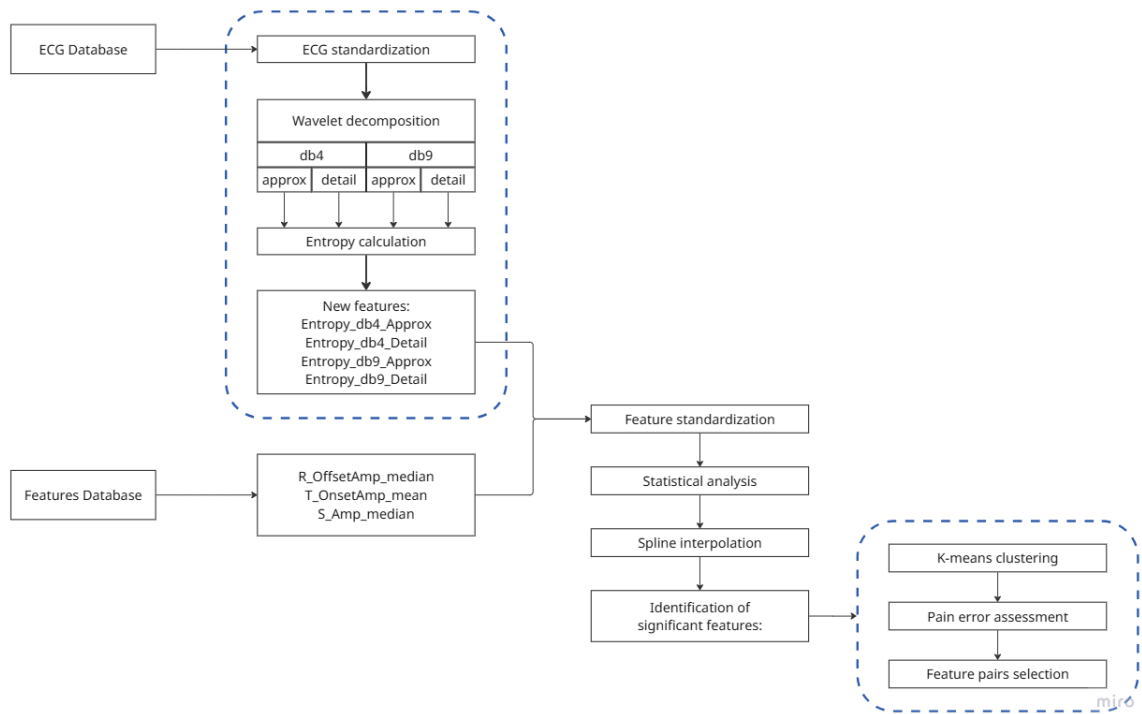 ECG Database
ECG standardization
Wavelet decomposition
db4
db9
approx
detail
approx
detail
Entropy calculation
New features:
Entropy_db4_Approx
Entropy_db4_Detail
Entropy_db9_Approx
Entropy_db9_Detail
Features Database
R_OffsetAmp_median
T_OnsetAmp_mean
S_Amp_median
Feature standardization
Statistical analysis
Spline interpolation
Identification of
significant features:
K-means clustering
Pain error assessment
Feature pairs selection
miro